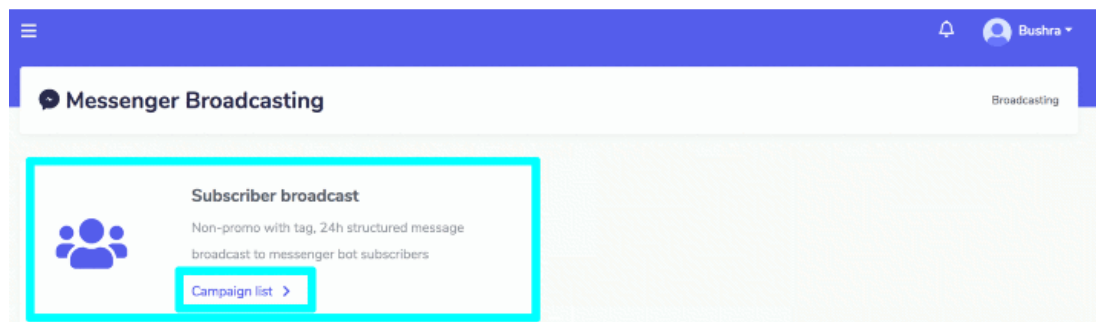 Bushra
Messenger Broadcasting
Broadcasting
Subscriber broadcast
Non-promo with tag, 24h structured message
broadcast to messenger bot subscribers
Campaign list